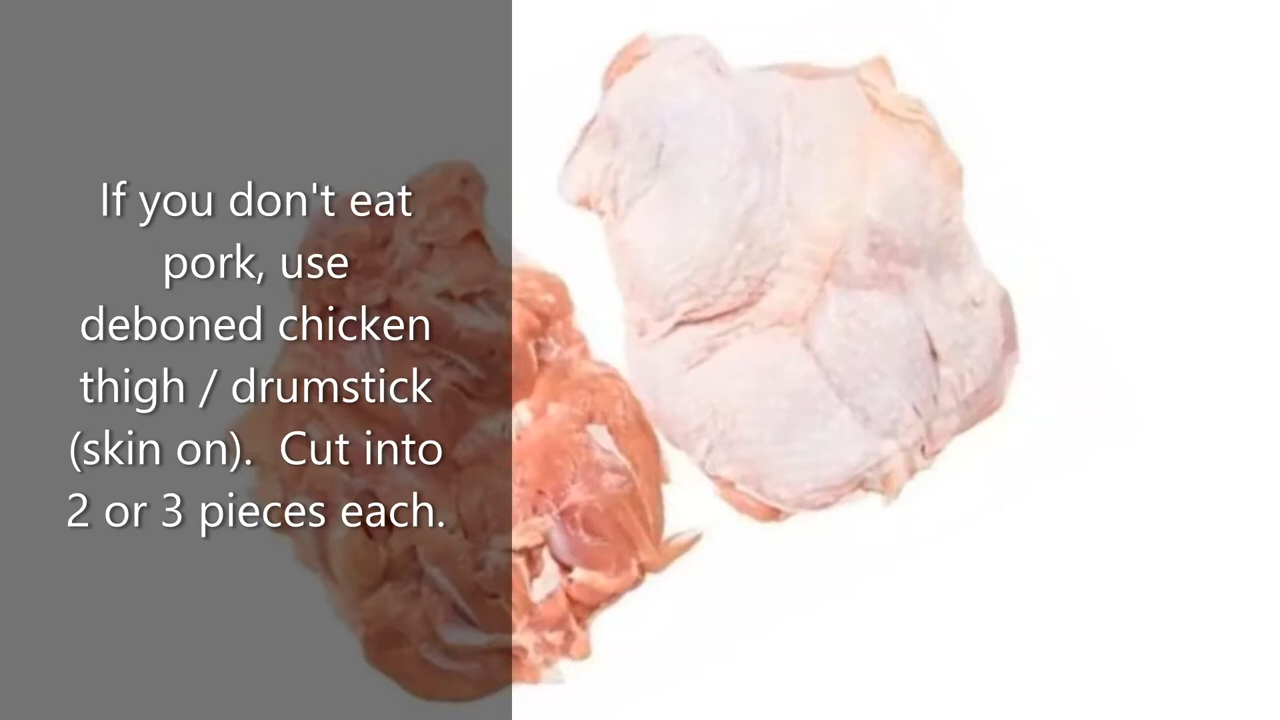 If you don't eat
pork, use
deboned chicken
thigh / drumstick
(skin on).  Cut into
2 or 3 pieces each.